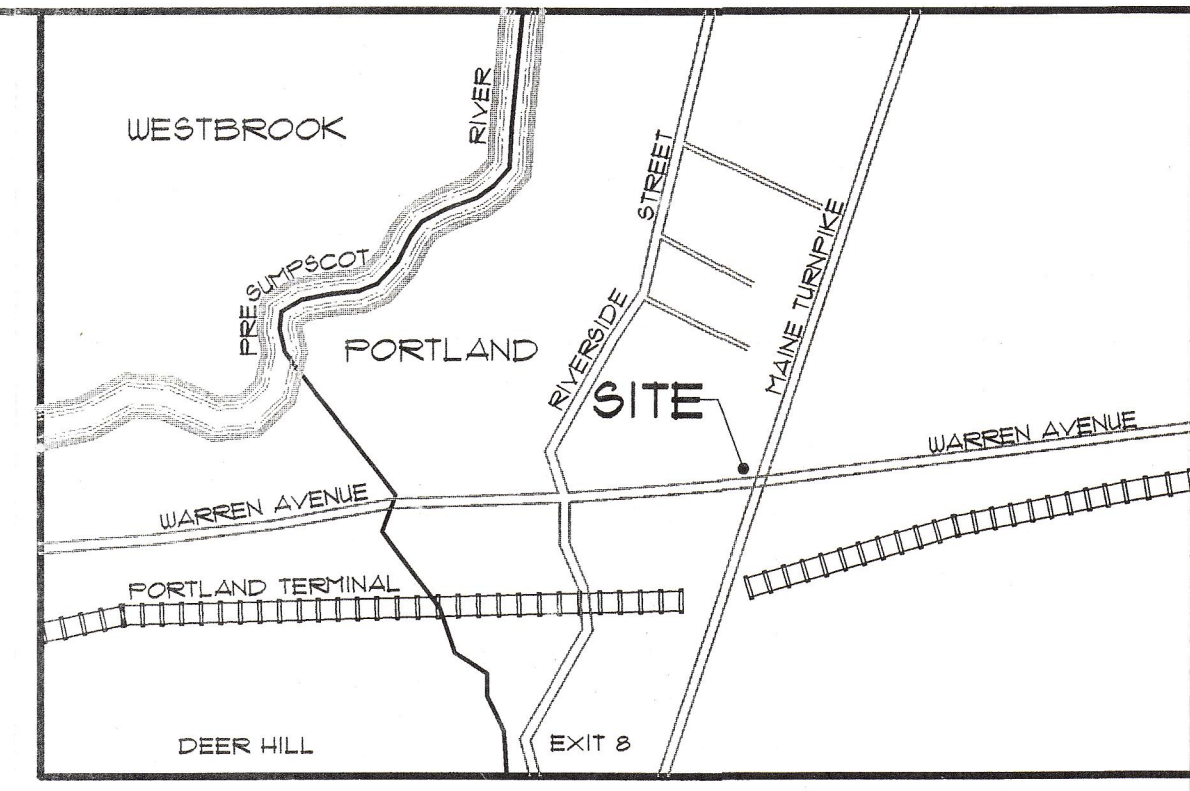 WESTBROOK
RIVER
PRESUMPSCOT
PORTLAND
STREET
RIVERSIDE
MAINE TURNPIKE
SITE
WARREN AVENUE
WARREN AVENUE
PORTLAND TERMINAL
DEER HILL
EXIT 8